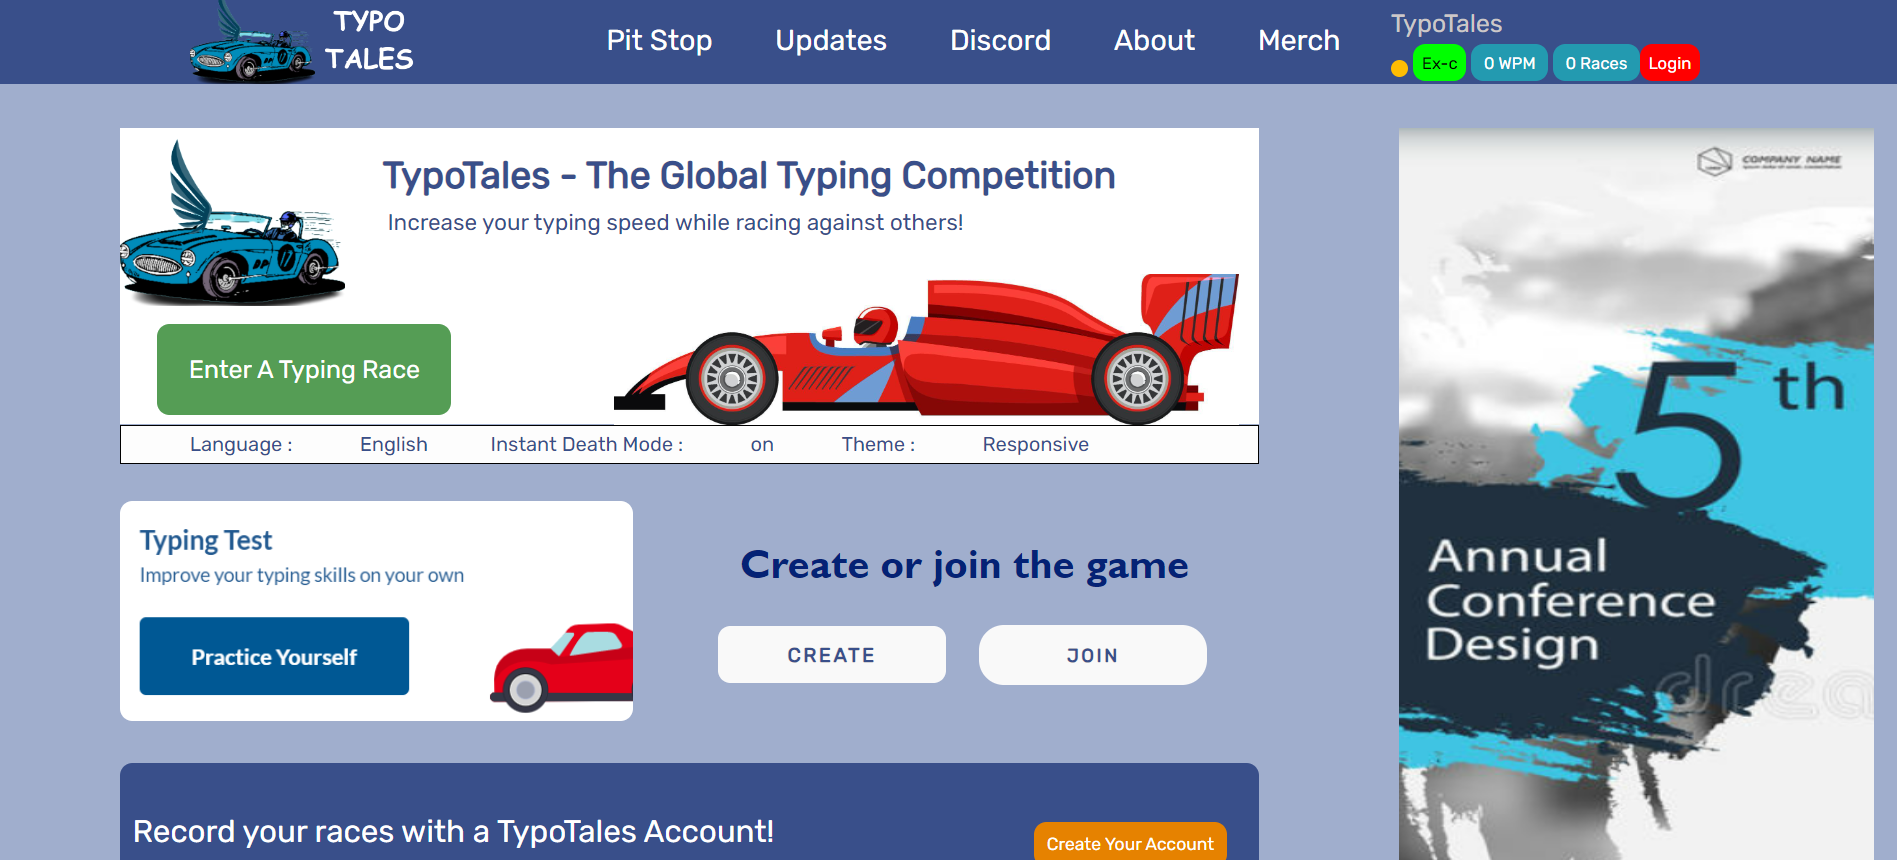 TYPO
TALES
Pit Stop
Updates
Discord
About
Merch
TypoTales
Ex-c
0 WPM
0 Races
Login
TypoTales - The Global Typing Competition
Increase your typing speed while racing against others!
17
Enter A Typing Race
Language :
English
Instant Death Mode :
on
Theme :
Responsive
Typing Test
Improve your typing skills on your own
Practice Yourself
Create or join the game
CREATE
JOIN
Record your races with a TypoTales Account!
Create Your Account
COMPANY NAME
5 th
Annual
Conference
Design
drea